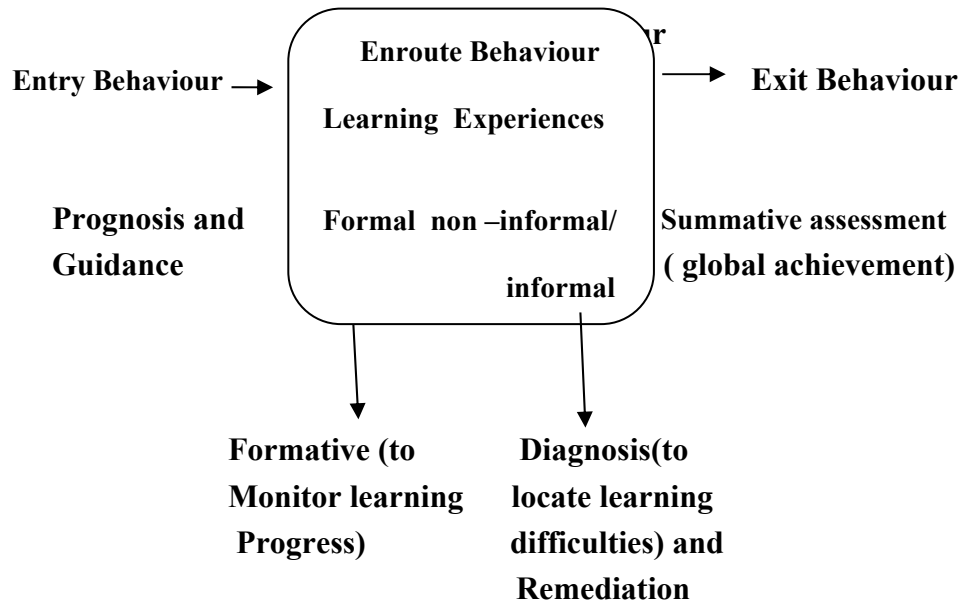 Enroute Behaviour
ur
Entry Behaviour
Exit Behaviour
Learning Experiences
Prognosis and
Guidance
Formal non –informal/
informal
Summative assessment
( global achievement)
Formative (to
Monitor learning
Progress)
Diagnosis(to
locate learning
difficulties) and
Remediation